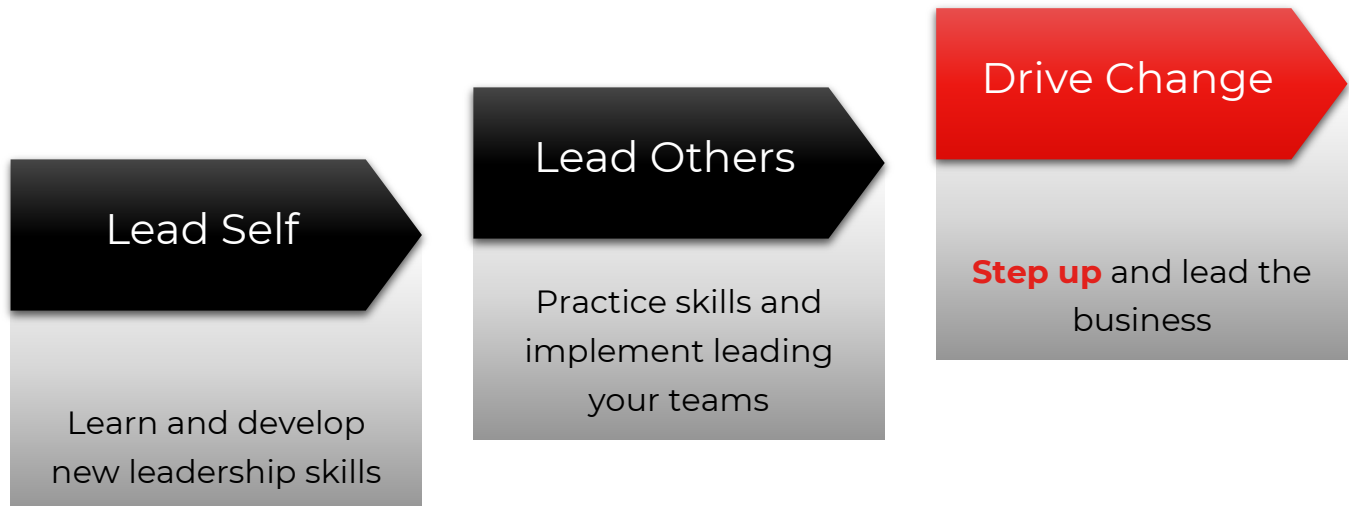 Lead Self
Learn and develop
new leadership skills
Lead Others
Practice skills and
implement leading
your teams
Drive Change
Step up and lead the
business